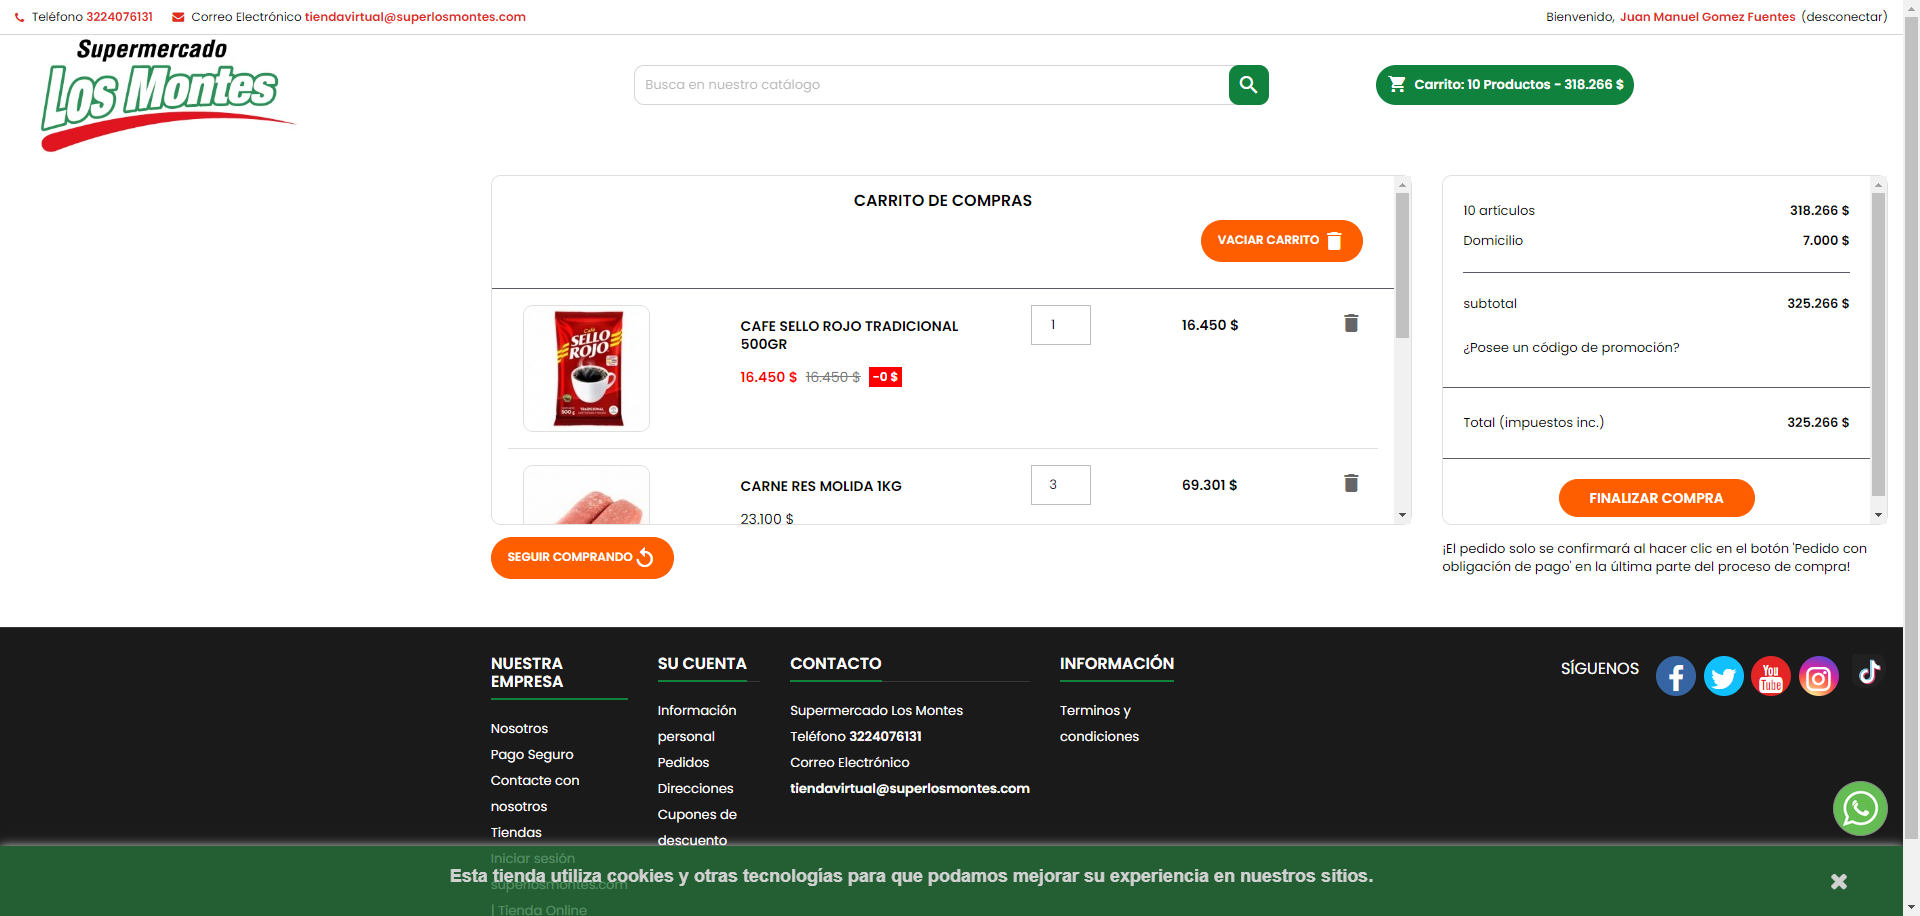 Teléfono 3224076131 Correo Electrónico tiendavirtual@superlosmontes.com
Bienvenido, Juan Manuel Gomez Fuentes (desconectar)
Supermercado
Los Montes
Busca en nuestro catálogo
Carrito: 10 Productos - 318.266 $
CARRITO DE COMPRAS
VACIAR CARRITO
Café
SELLO
ROJO
TRADICIONAL
CAFE SELLO ROJO TRADICIONAL
500GR
16.450 $ 16.450 $ -0 $
1
16.450 $
CARNE RES MOLIDA 1KG
23.100 $
3
69.301 $
SEGUIR COMPRANDO
10 artículos 318.266 $
Domicilio 7.000 $
subtotal 325.266 $
¿Posee un código de promoción?
Total (impuestos inc.) 325.266 $
FINALIZAR COMPRA
¡El pedido solo se confirmará al hacer clic en el botón 'Pedido con
obligación de pago' en la última parte del proceso de compra!
NUESTRA
EMPRESA
Nosotros
Pago Seguro
Contacte con
nosotros
Tiendas
Iniciar sesión
superlosmontes.com
| Tienda Online
SU CUENTA
Información
personal
Pedidos
Direcciones
Cupones de
descuento
CONTACTO
Supermercado Los Montes
Teléfono 3224076131
Correo Electrónico
tiendavirtual@superlosmontes.com
INFORMACIÓN
Terminos y
condiciones
SÍGUENOS
You
Tube
Esta tienda utiliza cookies y otras tecnologías para que podamos mejorar su experiencia en nuestros sitios.